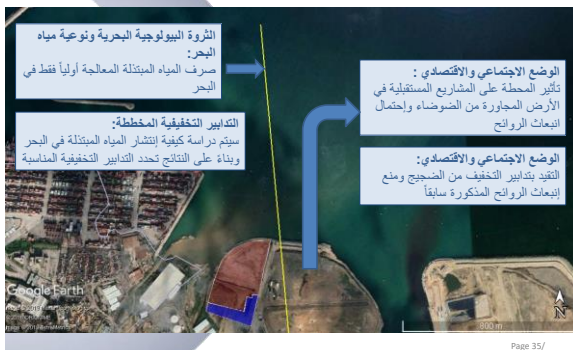 الثروة البيولوجية البحرية ونوعية مياه
البحر:
صرف المياه المبتذلة المعالجة أولياً فقط في
البحر
التدابير التخفيفية المخططة:
سيتم دراسة كيفية إنتشار المياه المبتذلة في البحر
وبناءً على النتائج تحدد التدابير التخفيفية المناسبة
الوضع الاجتماعي والاقتصادي :
تأثير المحطة على المشاريع المستقبلية في
الأرض المجاورة من الضوضاء وإحتمال
انبعاث الروائح
الوضع الاجتماعي والاقتصادي:
التقيد بتدابير التخفيف من الضجيج ومنع
إنبعاث الروائح المذكورة سابقاً
Google Earth
N
800 m
Page 35/